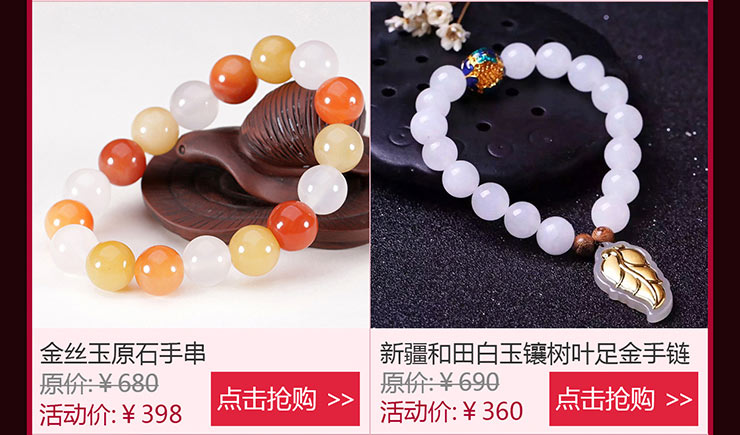 金丝玉原石手串
原价:￥680
活动价:￥398
点击抢购 >>
新疆和田白玉镶树叶足金手链
原价:￥690
活动价:￥360
点击抢购 >>